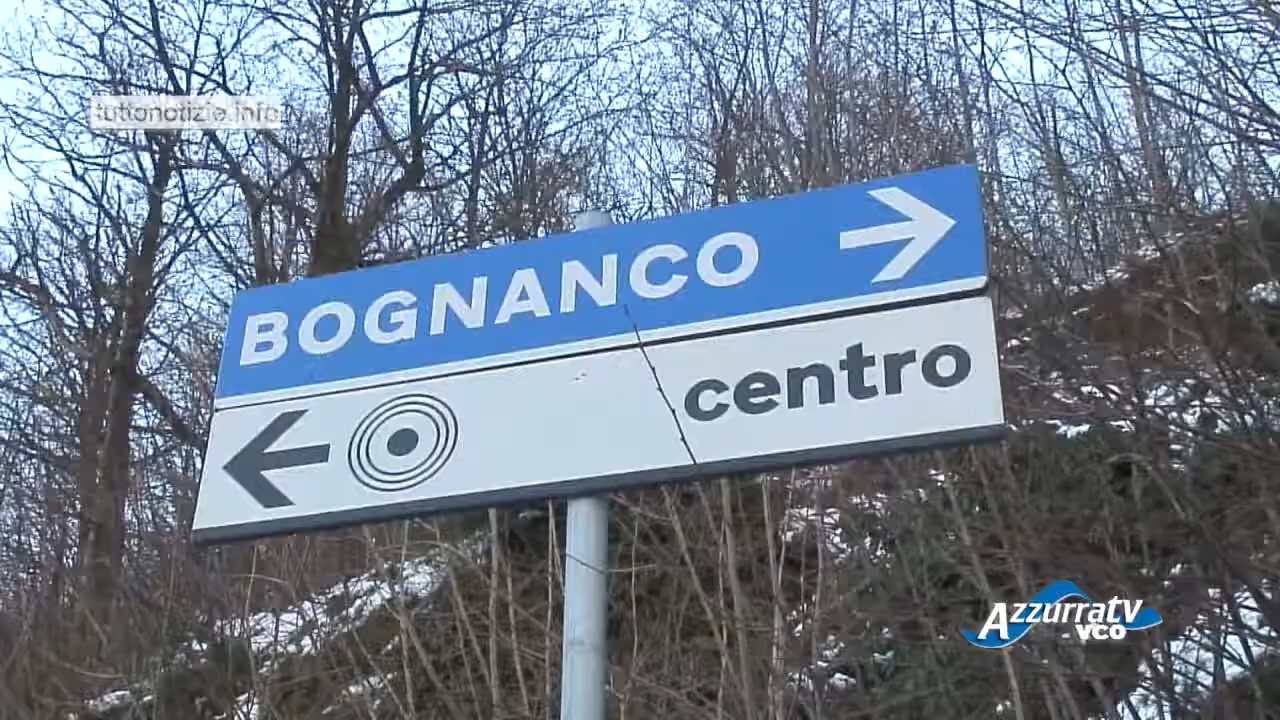 tuttonotizie.info
BOGNANCO
centro
AzzurraTV
VCO